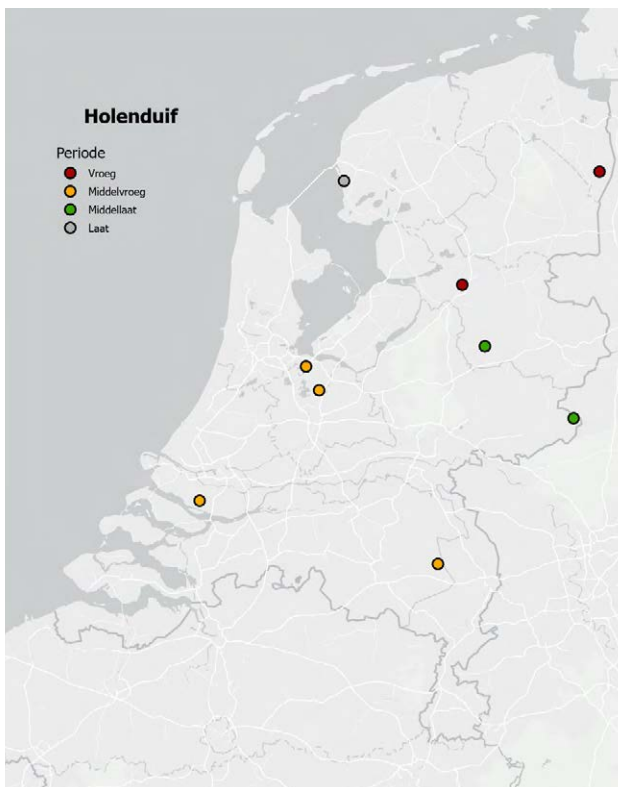 Holenduif
Periode
Vroeg
Middelvroeg
Middellaat
Laat